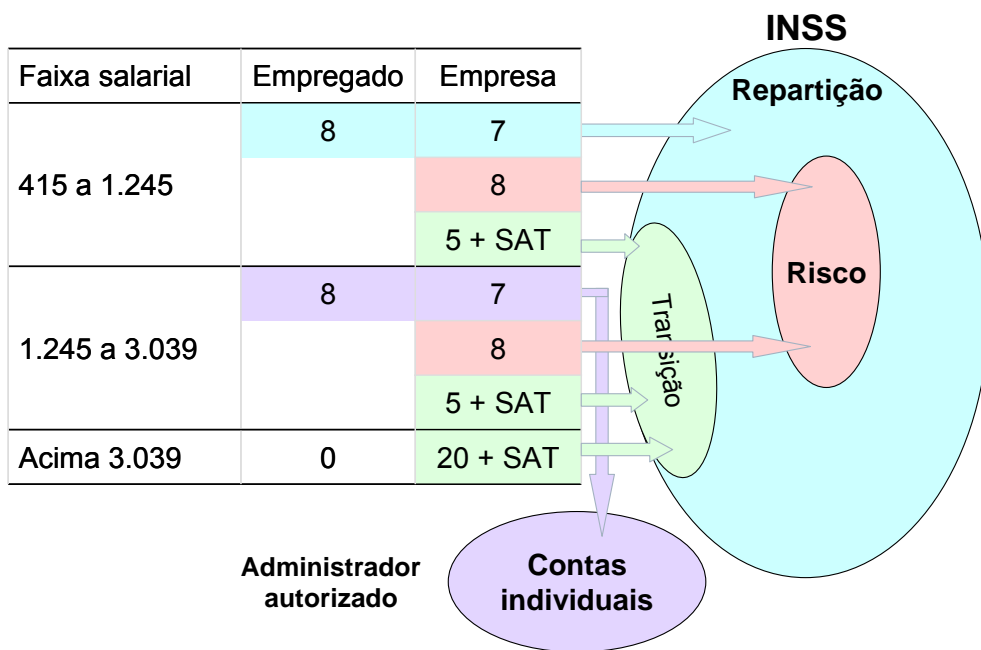 INSS
Faixa salarial Empregado Empresa
Repartição
8 7
415 a 1.245
8
5 + SAT
Risco
8 7
Transição
1.245 a 3.039
8
5 + SAT
Acima 3.039 0 20 + SAT
Administrador
autorizado
Contas
individuais